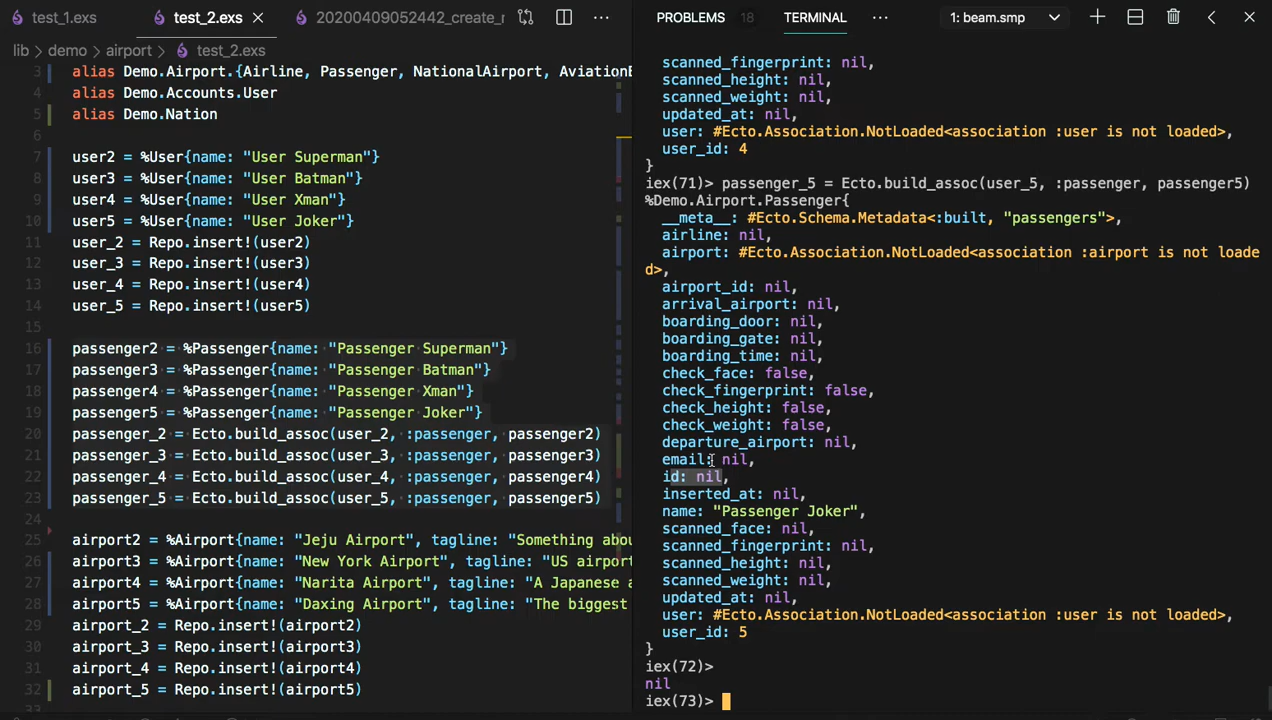 test_1.exs
test_2.exs
20200409052442_create_r
lib > demo > airport > test_2.exs
3 alias Demo.Airport.{Airline, Passenger, NationalAirport, AviationB
4 alias Demo.Accounts.User
5 alias Demo.Nation
6
7 user2 = %User{name: "User Superman"}
8 user3 = %User{name: "User Batman"}
9 user4 = %User{name: "User Xman"}
10 user5 = %User{name: "User Joker"}
11 user_2 = Repo.insert!(user2)
12 user_3 = Repo.insert!(user3)
13 user_4 = Repo.insert!(user4)
14 user_5 = Repo.insert!(user5)
15
16 passenger2 = %Passenger{name: "Passenger Superman"}
17 passenger3 = %Passenger{name: "Passenger Batman"}
18 passenger4 = %Passenger{name: "Passenger Xman"}
19 passenger5 = %Passenger{name: "Passenger Joker"}
20 passenger_2 = Ecto.build_assoc(user_2, :passenger, passenger2)
21 passenger_3 = Ecto.build_assoc(user_3, :passenger, passenger3)
22 passenger_4 = Ecto.build_assoc(user_4, :passenger, passenger4)
23 passenger_5 = Ecto.build_assoc(user_5, :passenger, passenger5)
24
25 airport2 = %Airport{name: "Jeju Airport", tagline: "Something abou
26 airport3 = %Airport{name: "New York Airport", tagline: "US airport
27 airport4 = %Airport{name: "Narita Airport", tagline: "A Japanese a
28 airport5 = %Airport{name: "Daxing Airport", tagline: "The biggest
29 airport_2 = Repo.insert!(airport2)
30 airport_3 = Repo.insert!(airport3)
31 airport_4 = Repo.insert!(airport4)
32 airport_5 = Repo.insert!(airport5)
33
PROBLEMS 18 TERMINAL ... 1: beam.smp
scanned_fingerprint: nil,
scanned_height: nil,
scanned_weight: nil,
updated_at: nil,
user: #Ecto.Association.NotLoaded<association :user is not loaded>,
user_id: 4
}
iex(71)> passenger_5 = Ecto.build_assoc(user_5, :passenger, passenger5)
%Demo.Airport.Passenger{
__meta__: #Ecto.Schema.Metadata<:built, "passengers">,
airline: nil,
airport: #Ecto.Association.NotLoaded<association :airport is not loade
d>,
airport_id: nil,
arrival_airport: nil,
boarding_door: nil,
boarding_gate: nil,
boarding_time: nil,
check_face: false,
check_fingerprint: false,
check_height: false,
check_weight: false,
departure_airport: nil,
email: nil,
id: nil,
inserted_at: nil,
name: "Passenger Joker",
scanned_face: nil,
scanned_fingerprint: nil,
scanned_height: nil,
scanned_weight: nil,
updated_at: nil,
user: #Ecto.Association.NotLoaded<association :user is not loaded>,
user_id: 5
}
iex(72)>
nil
iex(73)>